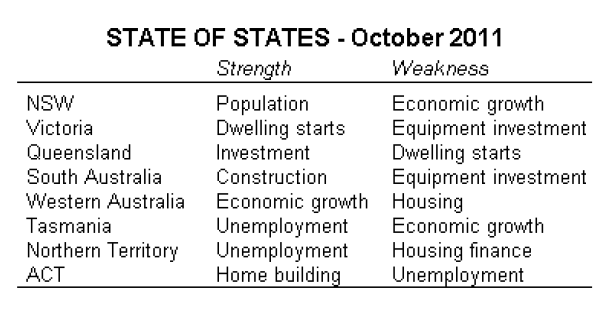 STATE OF STATES - October 2011
Strength Weakness
NSW Population Economic growth
Victoria Dwelling starts Equipment investment
Queensland Investment Dwelling starts
South Australia Construction Equipment investment
Western Australia Economic growth Housing
Tasmania Unemployment Economic growth
Northern Territory Unemployment Housing finance
ACT Home building Unemployment